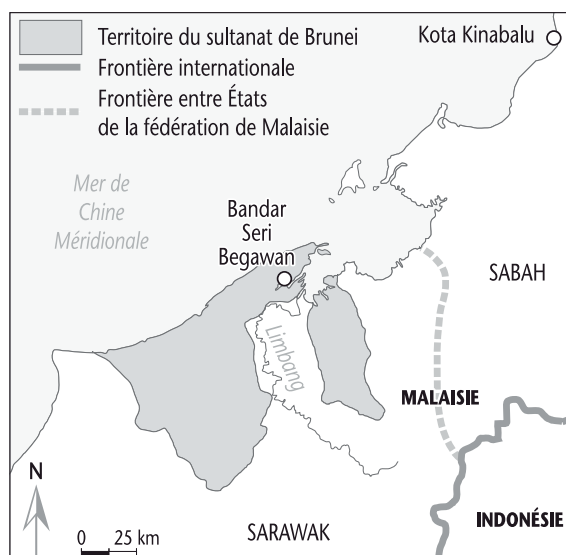 Territoire du sultanat de Brunei
Frontière internationale
Frontière entre États
de la fédération de Malaisie
Kota Kinabalu
Mer de
Chine
Méridionale
Bandar
Seri
Begawan
SABAH
Limbang
MALAISIE
N
0 25 km
SARAWAK
INDONÉSIE